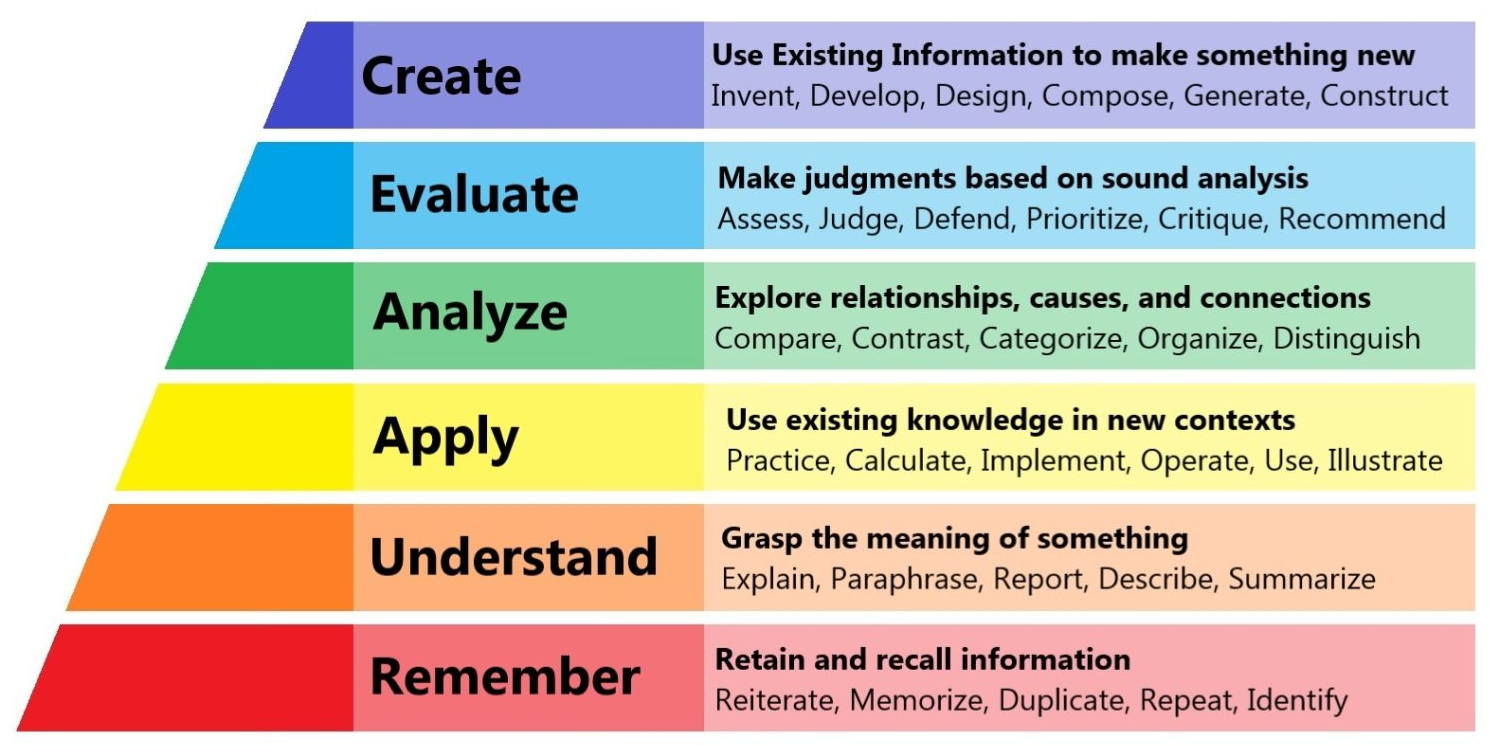 Create
Use Existing Information to make something new
Invent, Develop, Design, Compose, Generate, Construct
Evaluate
Make judgments based on sound analysis
Assess, Judge, Defend, Prioritize, Critique, Recommend
Analyze
Explore relationships, causes, and connections
Compare, Contrast, Categorize, Organize, Distinguish
Apply
Use existing knowledge in new contexts
Practice, Calculate, Implement, Operate, Use, Illustrate
Understand
Grasp the meaning of something
Explain, Paraphrase, Report, Describe, Summarize
Remember
Retain and recall information
Reiterate, Memorize, Duplicate, Repeat, Identify